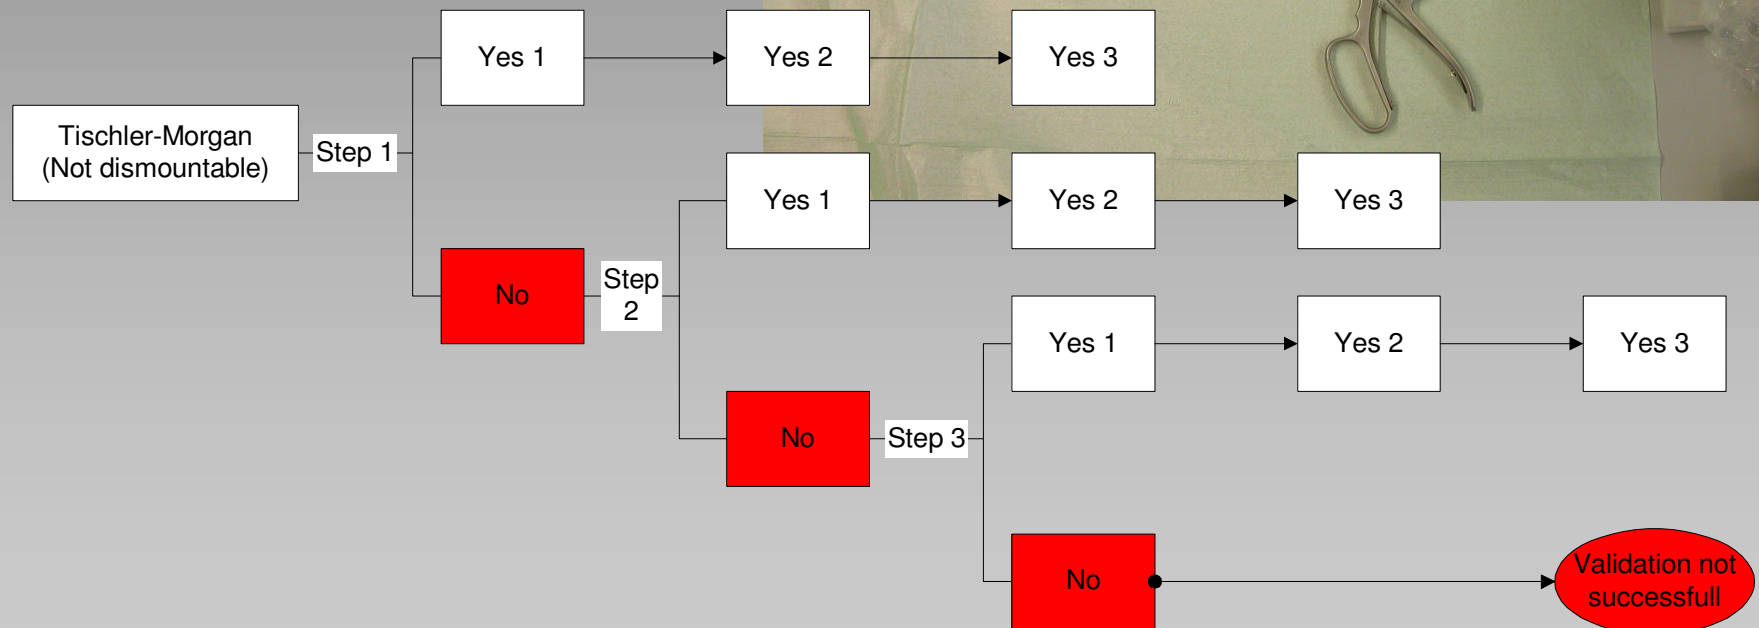 Yes 1
Yes 2
Yes 3
Tischler-Morgan
(Not dismountable)
Step 1
Yes 1
Yes 2
Yes 3
No
Step
2
Yes 1
Yes 2
Yes 3
No
Step 3
No
Validation not
successfull